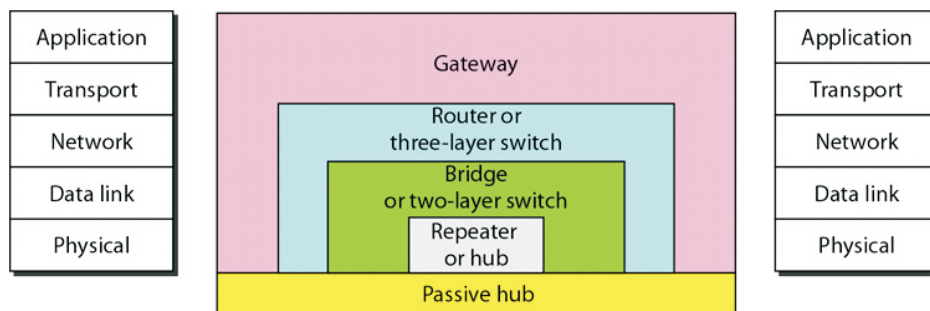 Application
Transport
Network
Data link
Physical
Gateway
Router or
three-layer switch
Bridge
or two-layer switch
Repeater
or hub
Passive hub
Application
Transport
Network
Data link
Physical